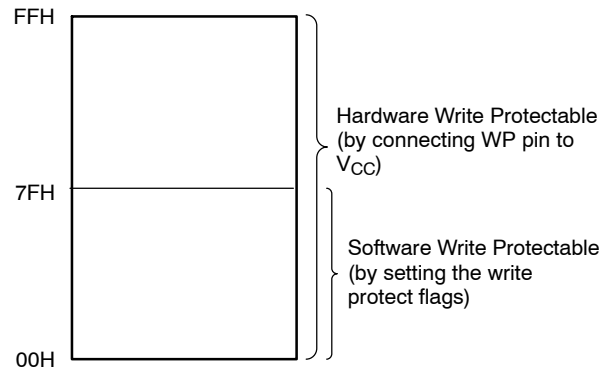 FFH
Hardware Write Protectable
(by connecting WP pin to
VCC)
7FH
Software Write Protectable
(by setting the write
protect flags)
00H